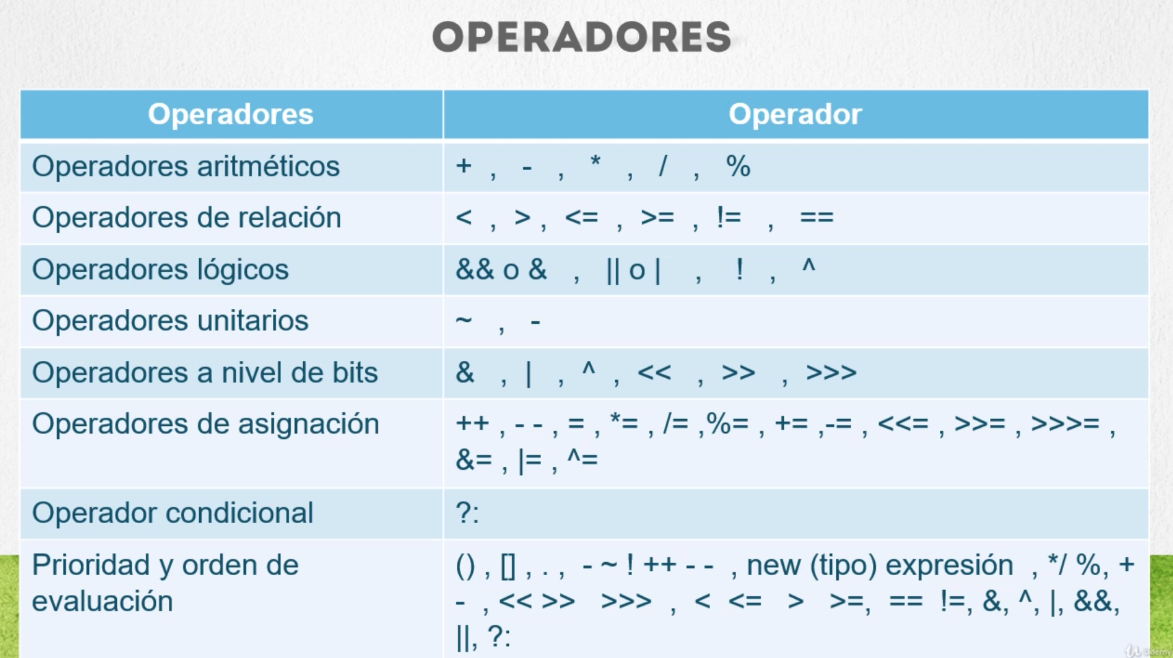 OPERADORES
Operadores Operador
Operadores aritméticos + , - , * , / , %
Operadores de relación < , > , <= , >= , != , ==
Operadores lógicos && o & , || o | , ! , ^
Operadores unitarios ~ , -
Operadores a nivel de bits & , | , ^ , << , >> , >>>
Operadores de asignación ++ , - - , = , *= , /= ,%= , += ,-= , <<= , >>= , >>>= ,
&= , |= , ^=
Operador condicional ?:
Prioridad y orden de () , [] , . , - ~ ! ++ - - , new (tipo) expresión , */ %, +
evaluación - , << >> >>> , < <= > >=, == !=, &, ^, |, &&,
||, ?:
Udemy